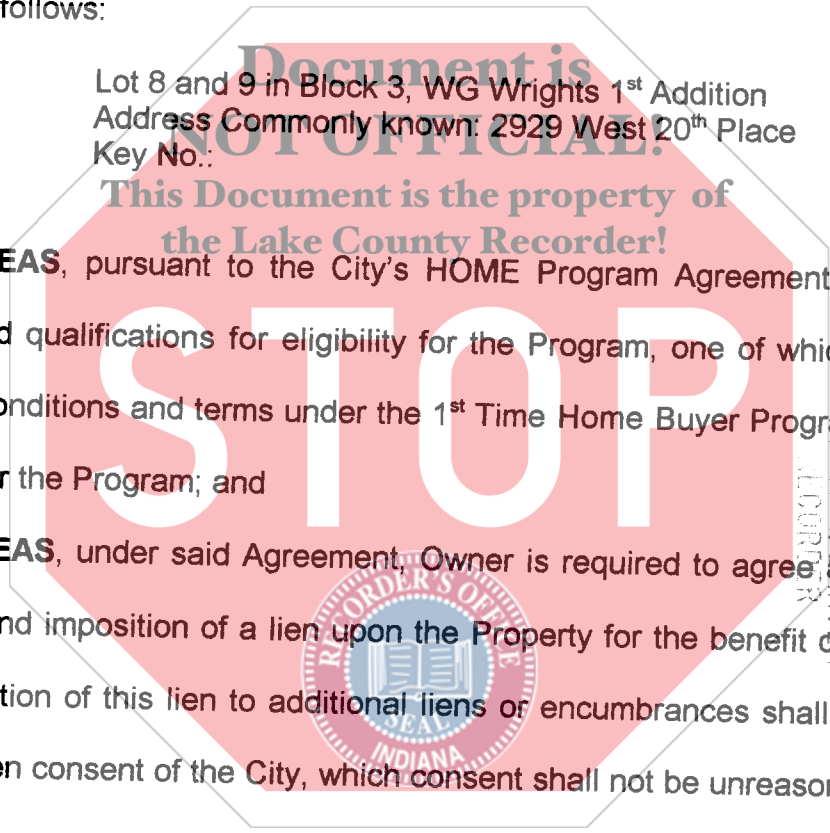 follows:
Document is
Lot 8 and 9 in Block 3, WG Wrights 1st Addition
Address Commonly known: 2929 West 20th Place
NOT OFFICIAL!
Key No.:
This Document is the property of
the Lake County Recorder!
EAS, pursuant to the City's HOME Program Agreement
d qualifications for eligibility for the Program, one of whic
onditions and terms under the 1st Time Home Buyer Progra
r the Program; and
STOP
EAS, under said Agreement, Owner is required to agree
nd imposition of a lien upon the Property for the benefit o
tion of this lien to additional liens or encumbrances shall
en consent of the City, which consent shall not be unreason
RECORDER'S OFFICE
SEAL
INDIANA
RECORDER